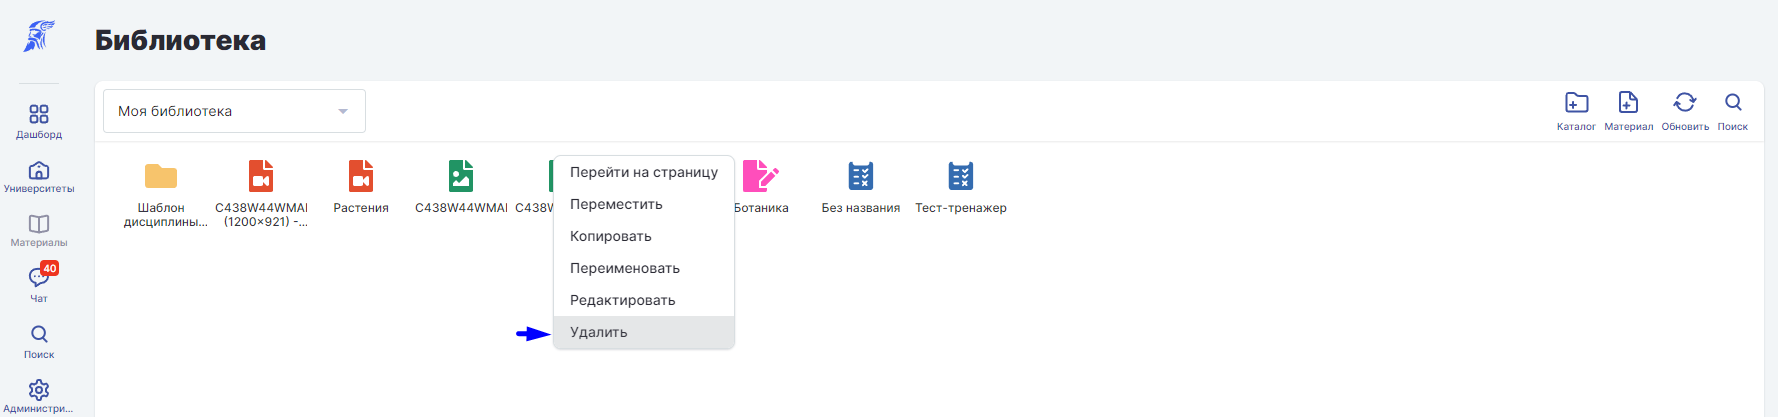 Библиотека
Дашборд
Университеты
Материалы
40
Чат
Поиск
Администри...
Моя библиотека
Каталог
Материал
Обновить
Поиск
Шаблон
дисциплины...
C438W44WMAI
(1200×921) -...
Растения
C438W44WMAI
C438W
Ботаника
Без названия
Тест-тренажер
Перейти на страницу
Переместить
Копировать
Переименовать
Редактировать
Удалить